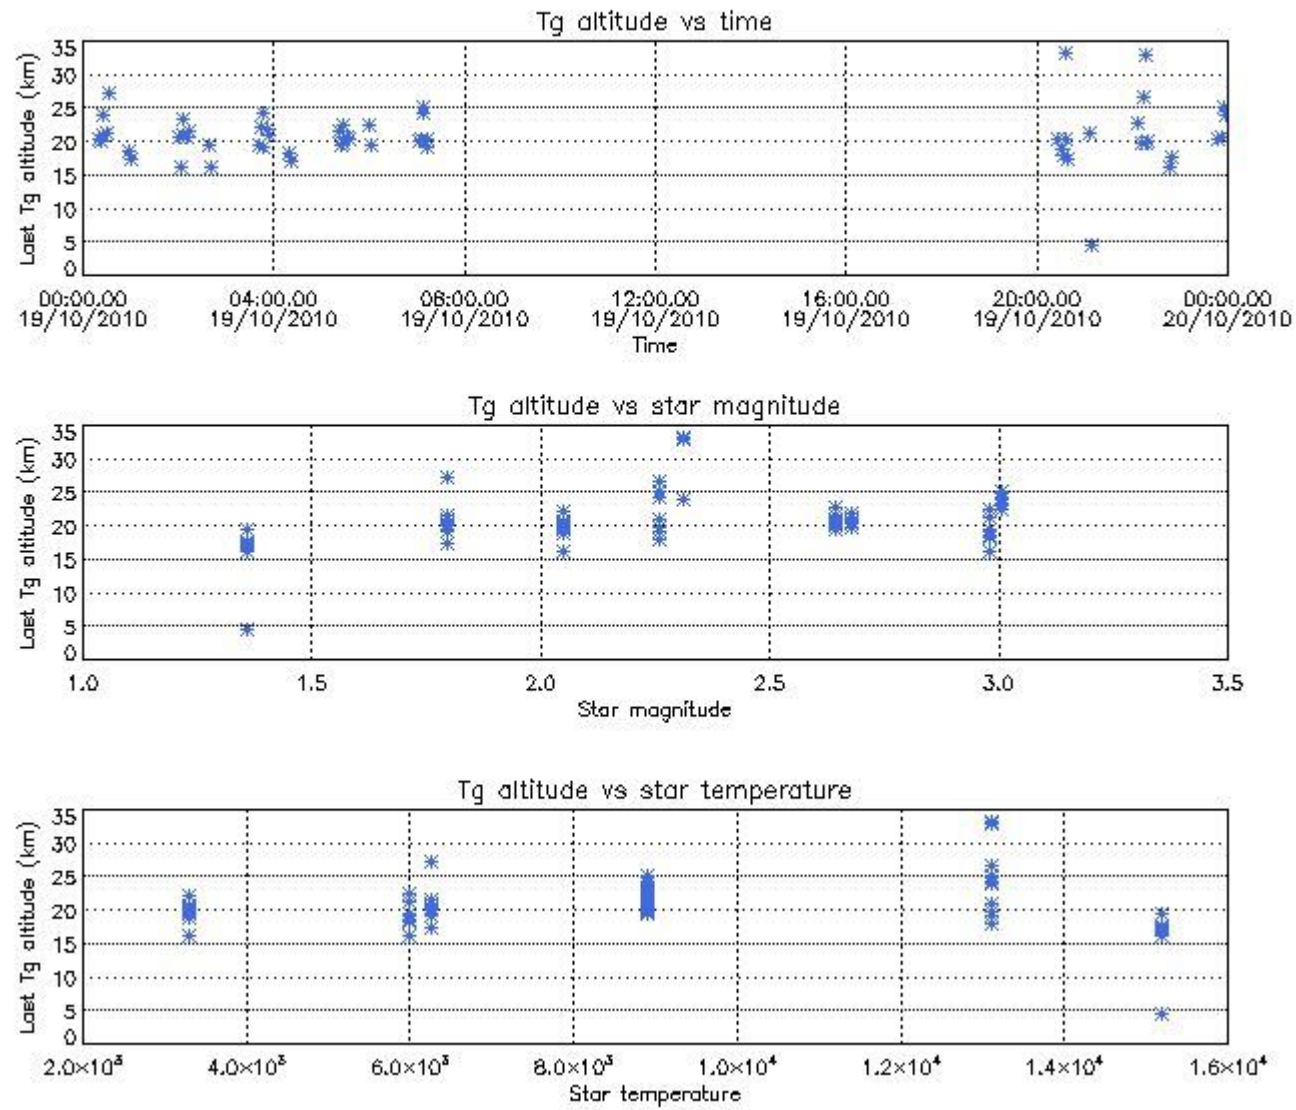 Tg altitude vs time
Last Tg altitude (km)
35
30
25
20
15
10
5
0
00:00.00 04:00.00 08:00.00 12:00.00 16:00.00 20:00.00 00:00.00
19/10/2010 19/10/2010 19/10/2010 19/10/2010 19/10/2010 19/10/2010 20/10/2010
Time
Tg altitude vs star magnitude
Last Tg altitude (km)
35
30
25
20
15
10
5
0
1.0 1.5 2.0 2.5 3.0 3.5
Star magnitude
Tg altitude vs star temperature
Last Tg altitude (km)
35
30
25
20
15
10
5
0
2.0×10³ 4.0×10³ 6.0×10³ 8.0×10³ 1.0×10⁴ 1.2×10⁴ 1.4×10⁴ 1.6×10⁴
Star temperature